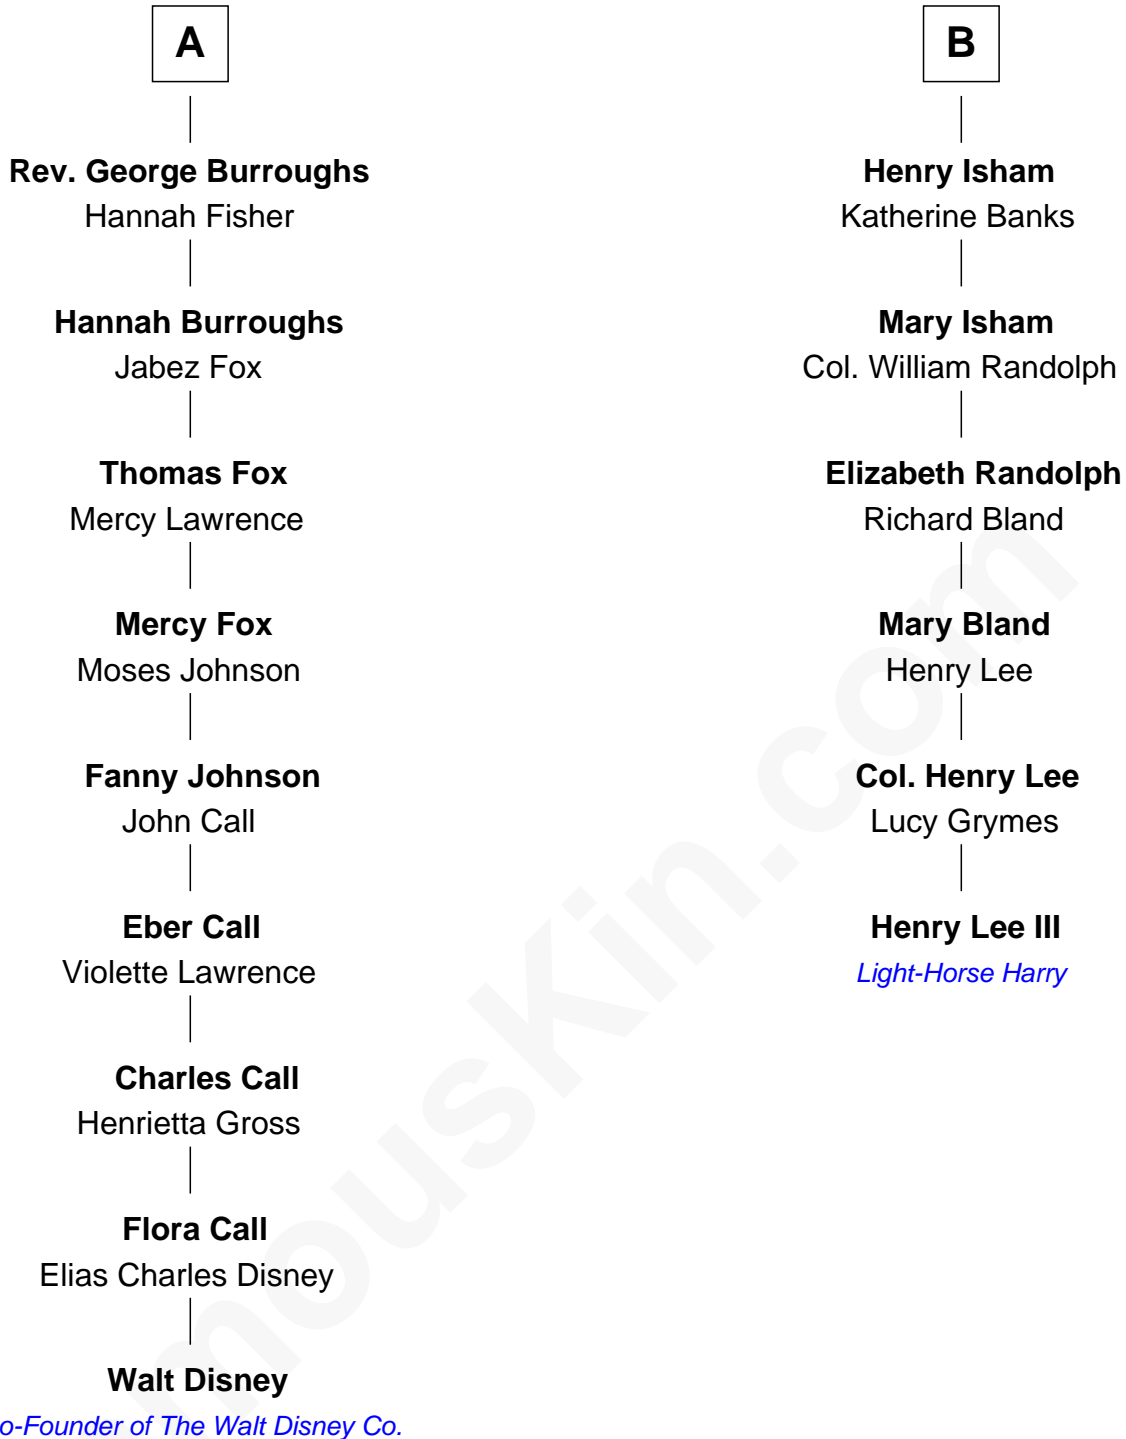 A
Rev. George Burroughs
Hannah Fisher
Hannah Burroughs
Jabez Fox
Thomas Fox
Mercy Lawrence
Mercy Fox
Moses Johnson
Fanny Johnson
John Call
Eber Call
Violette Lawrence
Charles Call
Henrietta Gross
Flora Call
Elias Charles Disney
Walt Disney
o-Founder of The Walt Disney Co.
B
Henry Isham
Katherine Banks
Mary Isham
Col. William Randolph
Elizabeth Randolph
Richard Bland
Mary Bland
Henry Lee
Col. Henry Lee
Lucy Grymes
Henry Lee III
Light-Horse Harry
mouskin.com